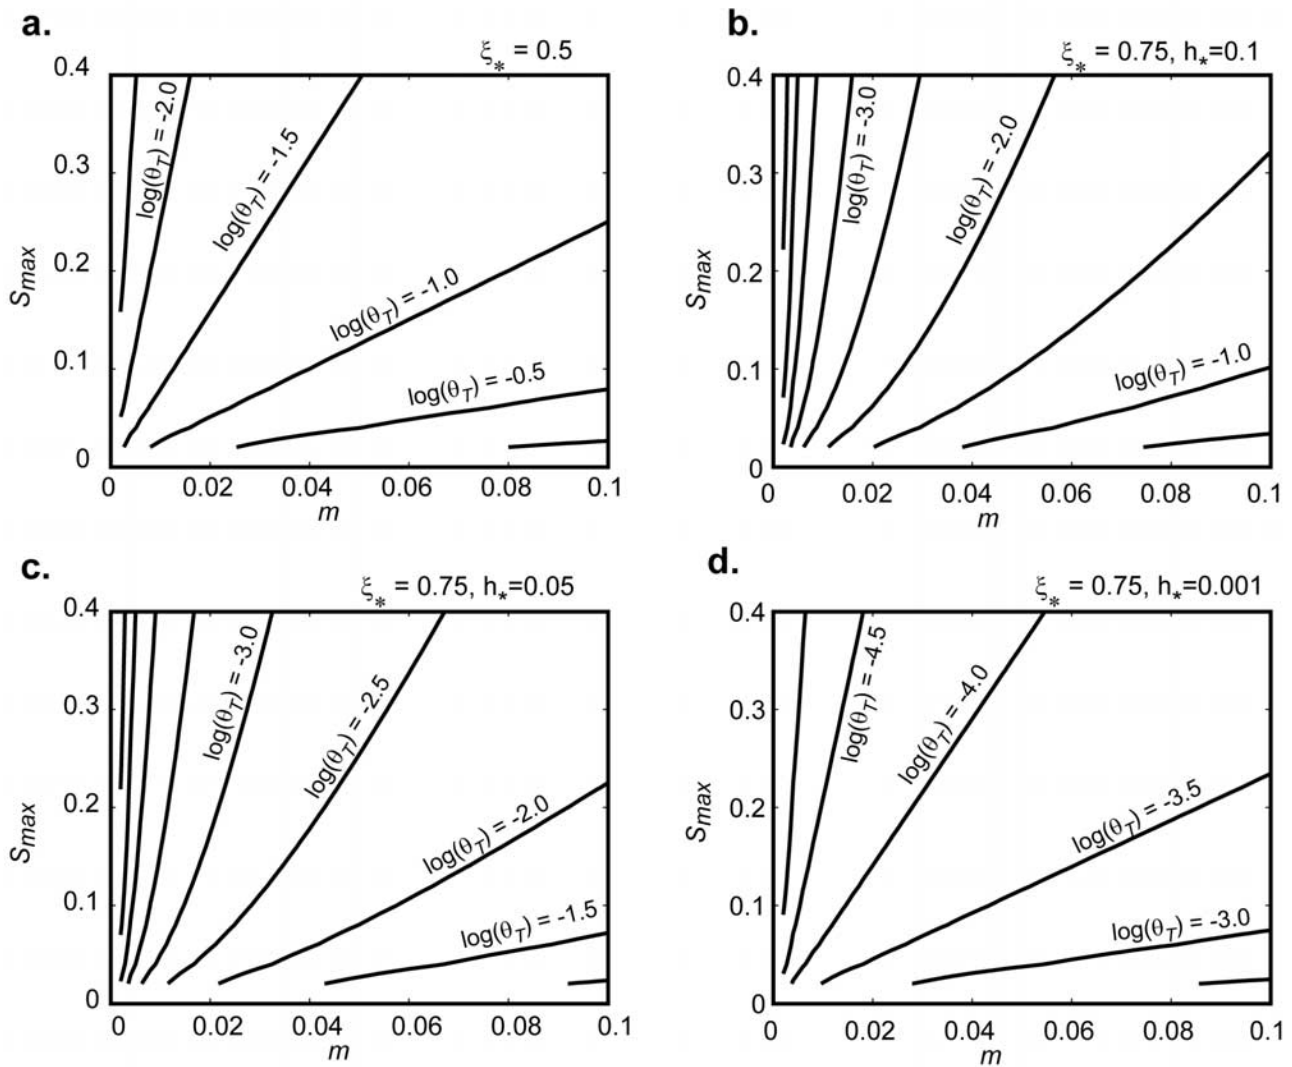 a.
ξ* = 0.5
0.4
0.3
0.2
0.1
0
Smax
log(θT) = -2.0
log(θT) = -1.5
log(θT) = -1.0
log(θT) = -0.5
0
0.02
0.04
0.06
0.08
0.1
m
b.
ξ* = 0.75, h*=0.1
0.4
0.3
0.2
0.1
0
Smax
log(θT) = -3.0
log(θT) = -2.0
log(θT) = -1.0
0
0.02
0.04
0.06
0.08
0.1
m
c.
ξ* = 0.75, h*=0.05
0.4
0.3
0.2
0.1
0
Smax
log(θT) = -3.0
log(θT) = -2.5
log(θT) = -2.0
log(θT) = -1.5
0
0.02
0.04
0.06
0.08
0.1
m
d.
ξ* = 0.75, h*=0.001
0.4
0.3
0.2
0.1
0
Smax
log(θT) = -4.5
log(θT) = -4.0
log(θT) = -3.5
log(θT) = -3.0
0
0.02
0.04
0.06
0.08
0.1
m